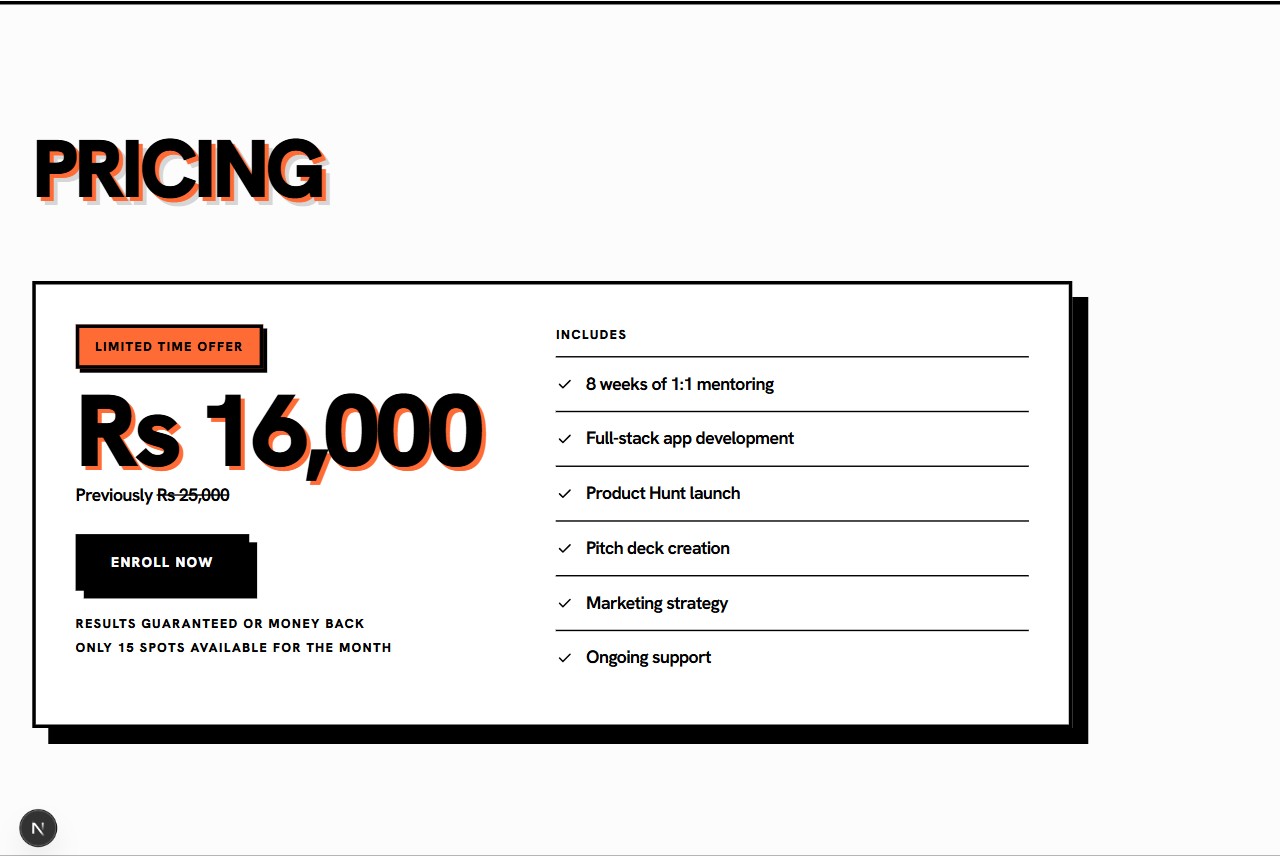 PRICING
LIMITED TIME OFFER
Rs 16,000
Previously Rs 25,000
ENROLL NOW
RESULTS GUARANTEED OR MONEY BACK
ONLY 15 SPOTS AVAILABLE FOR THE MONTH
INCLUDES
8 weeks of 1:1 mentoring
Full-stack app development
Product Hunt launch
Pitch deck creation
Marketing strategy
Ongoing support
N